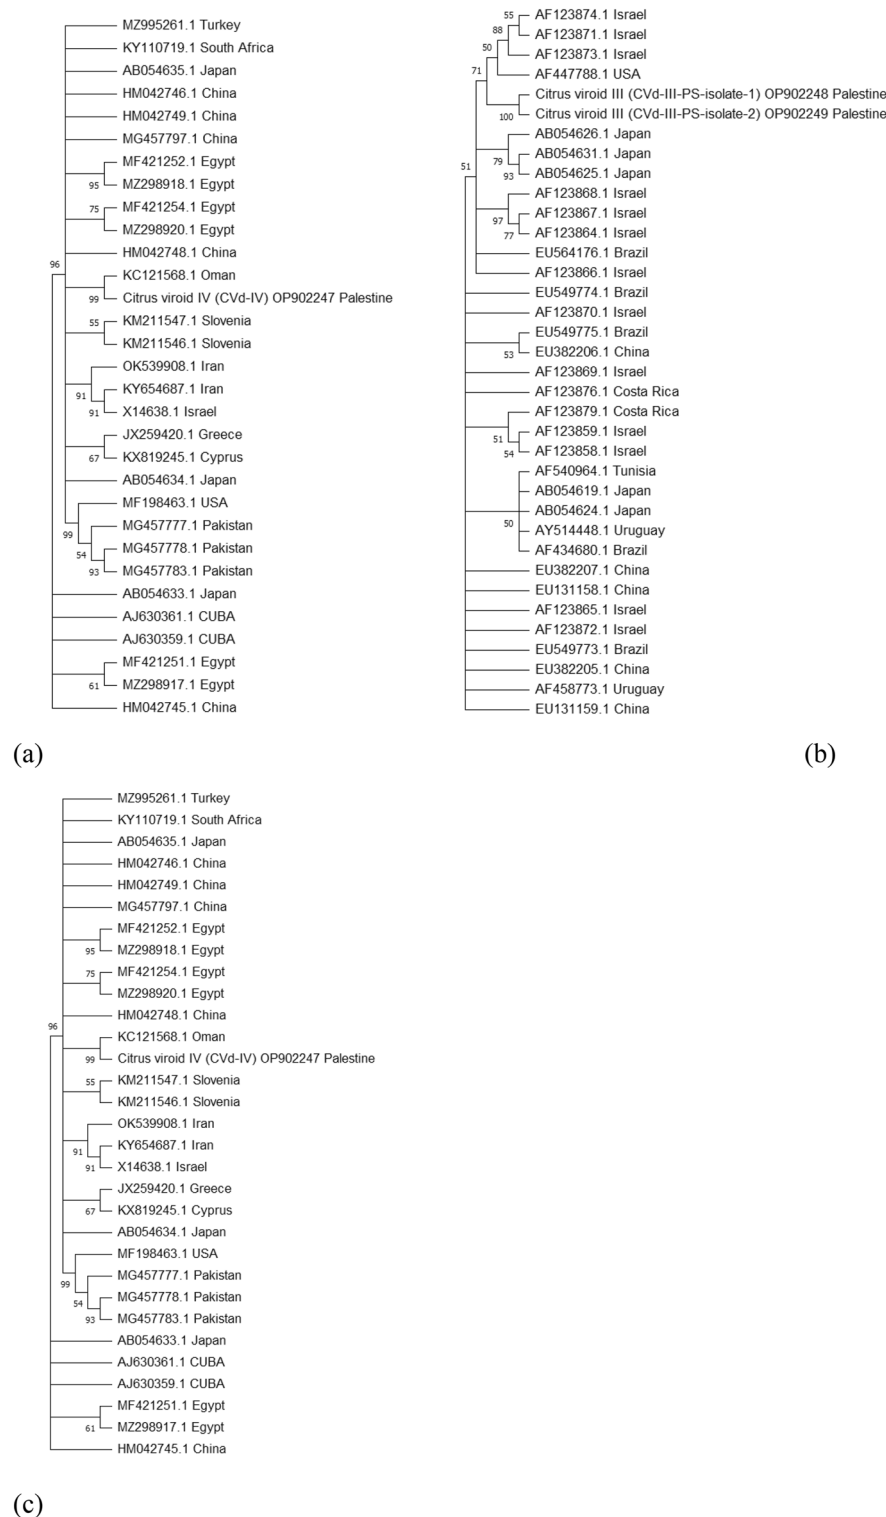 MZ995261.1 Turkey
KY110719.1 South Africa
AB054635.1 Japan
HM042746.1 China
HM042749.1 China
MG457797.1 China
MF421252.1 Egypt
95
MZ298918.1 Egypt
75
MF421254.1 Egypt
MZ298920.1 Egypt
HM042748.1 China
96
KC121568.1 Oman
99
Citrus viroid IV (CVd-IV) OP902247 Palestine
55
KM211547.1 Slovenia
KM211546.1 Slovenia
OK539908.1 Iran
91
KY654687.1 Iran
91
X14638.1 Israel
JX259420.1 Greece
67
KX819245.1 Cyprus
AB054634.1 Japan
MF198463.1 USA
99
MG457777.1 Pakistan
54
MG457778.1 Pakistan
93
MG457783.1 Pakistan
AB054633.1 Japan
AJ630361.1 CUBA
AJ630359.1 CUBA
MF421251.1 Egypt
61
MZ298917.1 Egypt
HM042745.1 China
(a)
55
AF123874.1 Israel
88
AF123871.1 Israel
50
AF123873.1 Israel
71
AF447788.1 USA
Citrus viroid III (CVd-III-PS-isolate-1) OP902248 Palestine
100
Citrus viroid III (CVd-III-PS-isolate-2) OP902249 Palestine
AB054626.1 Japan
79
AB054631.1 Japan
51
93
AB054625.1 Japan
AF123868.1 Israel
97
AF123867.1 Israel
77
AF123864.1 Israel
EU564176.1 Brazil
AF123866.1 Israel
EU549774.1 Brazil
AF123870.1 Israel
EU549775.1 Brazil
53
EU382206.1 China
AF123869.1 Israel
AF123876.1 Costa Rica
AF123879.1 Costa Rica
51
AF123859.1 Israel
54
AF123858.1 Israel
AF540964.1 Tunisia
AB054619.1 Japan
AB054624.1 Japan
50
AY514448.1 Uruguay
AF434680.1 Brazil
EU382207.1 China
EU131158.1 China
AF123865.1 Israel
AF123872.1 Israel
EU549773.1 Brazil
EU382205.1 China
AF458773.1 Uruguay
EU131159.1 China
(b)
MZ995261.1 Turkey
KY110719.1 South Africa
AB054635.1 Japan
HM042746.1 China
HM042749.1 China
MG457797.1 China
MF421252.1 Egypt
95
MZ298918.1 Egypt
75
MF421254.1 Egypt
MZ298920.1 Egypt
HM042748.1 China
96
KC121568.1 Oman
99
Citrus viroid IV (CVd-IV) OP902247 Palestine
55
KM211547.1 Slovenia
KM211546.1 Slovenia
OK539908.1 Iran
91
KY654687.1 Iran
91
X14638.1 Israel
JX259420.1 Greece
67
KX819245.1 Cyprus
AB054634.1 Japan
MF198463.1 USA
99
MG457777.1 Pakistan
54
MG457778.1 Pakistan
93
MG457783.1 Pakistan
AB054633.1 Japan
AJ630361.1 CUBA
AJ630359.1 CUBA
MF421251.1 Egypt
61
MZ298917.1 Egypt
HM042745.1 China
(c)